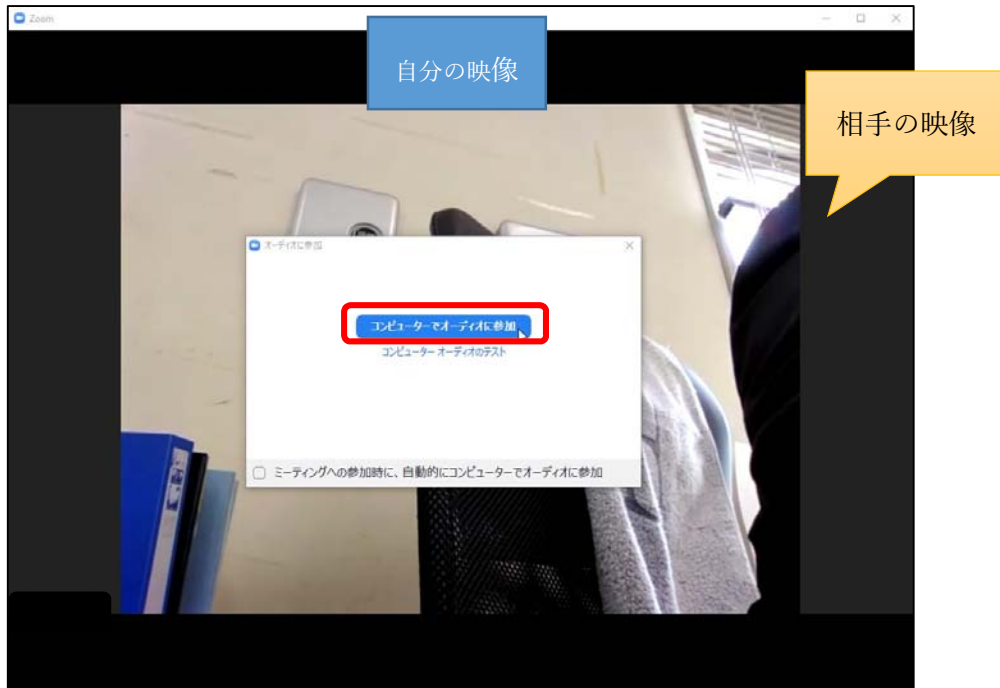 Zoom
自分の映像
相手の映像
オーディオに参加
コンピューターでオーディオに参加
コンピューター オーディオのテスト
ミーティングへの参加時に、自動的にコンピューターでオーディオに参加